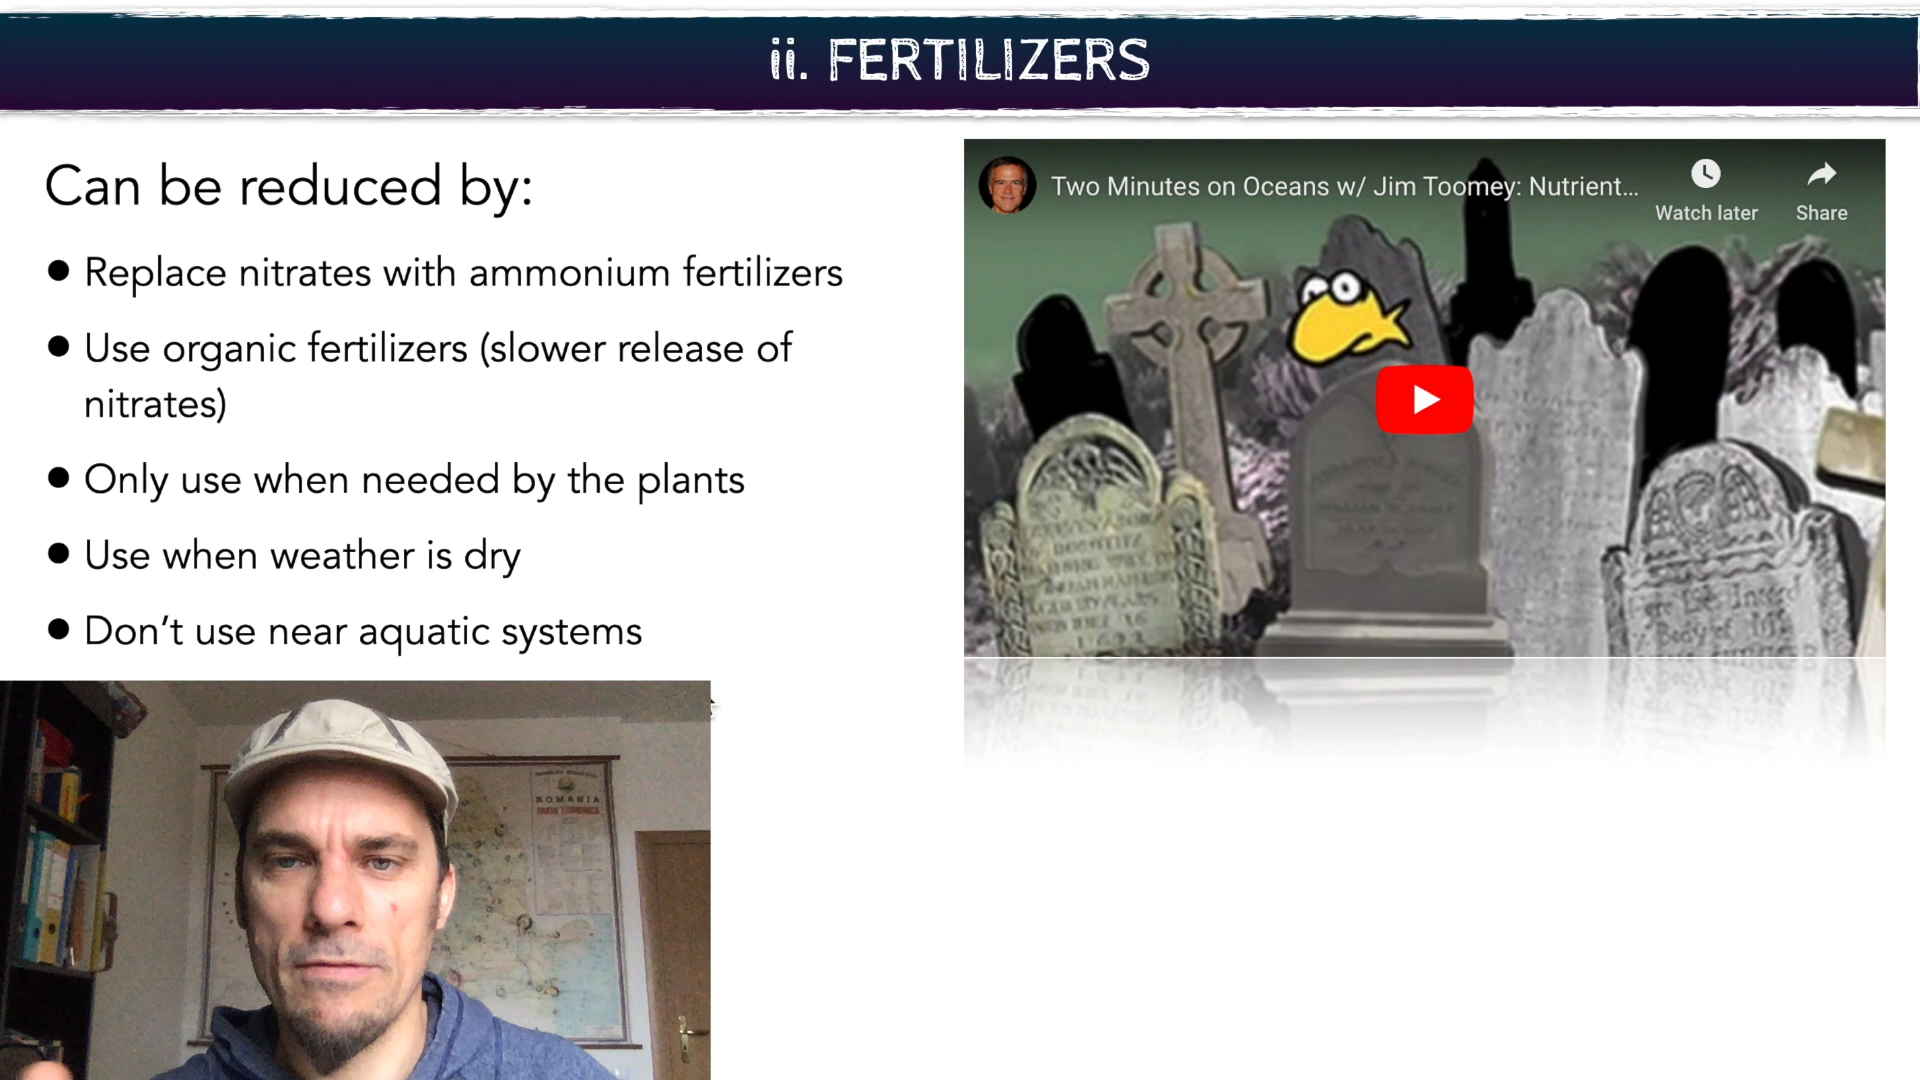 ii. FERTILIZERS
Can be reduced by:
● Replace nitrates with ammonium fertilizers
● Use organic fertilizers (slower release of
nitrates)
● Only use when needed by the plants
● Use when weather is dry
● Don't use near aquatic systems
Two Minutes on Oceans w/ Jim Toomey: Nutrient...
Watch later
Share
Body of
ROMANIA